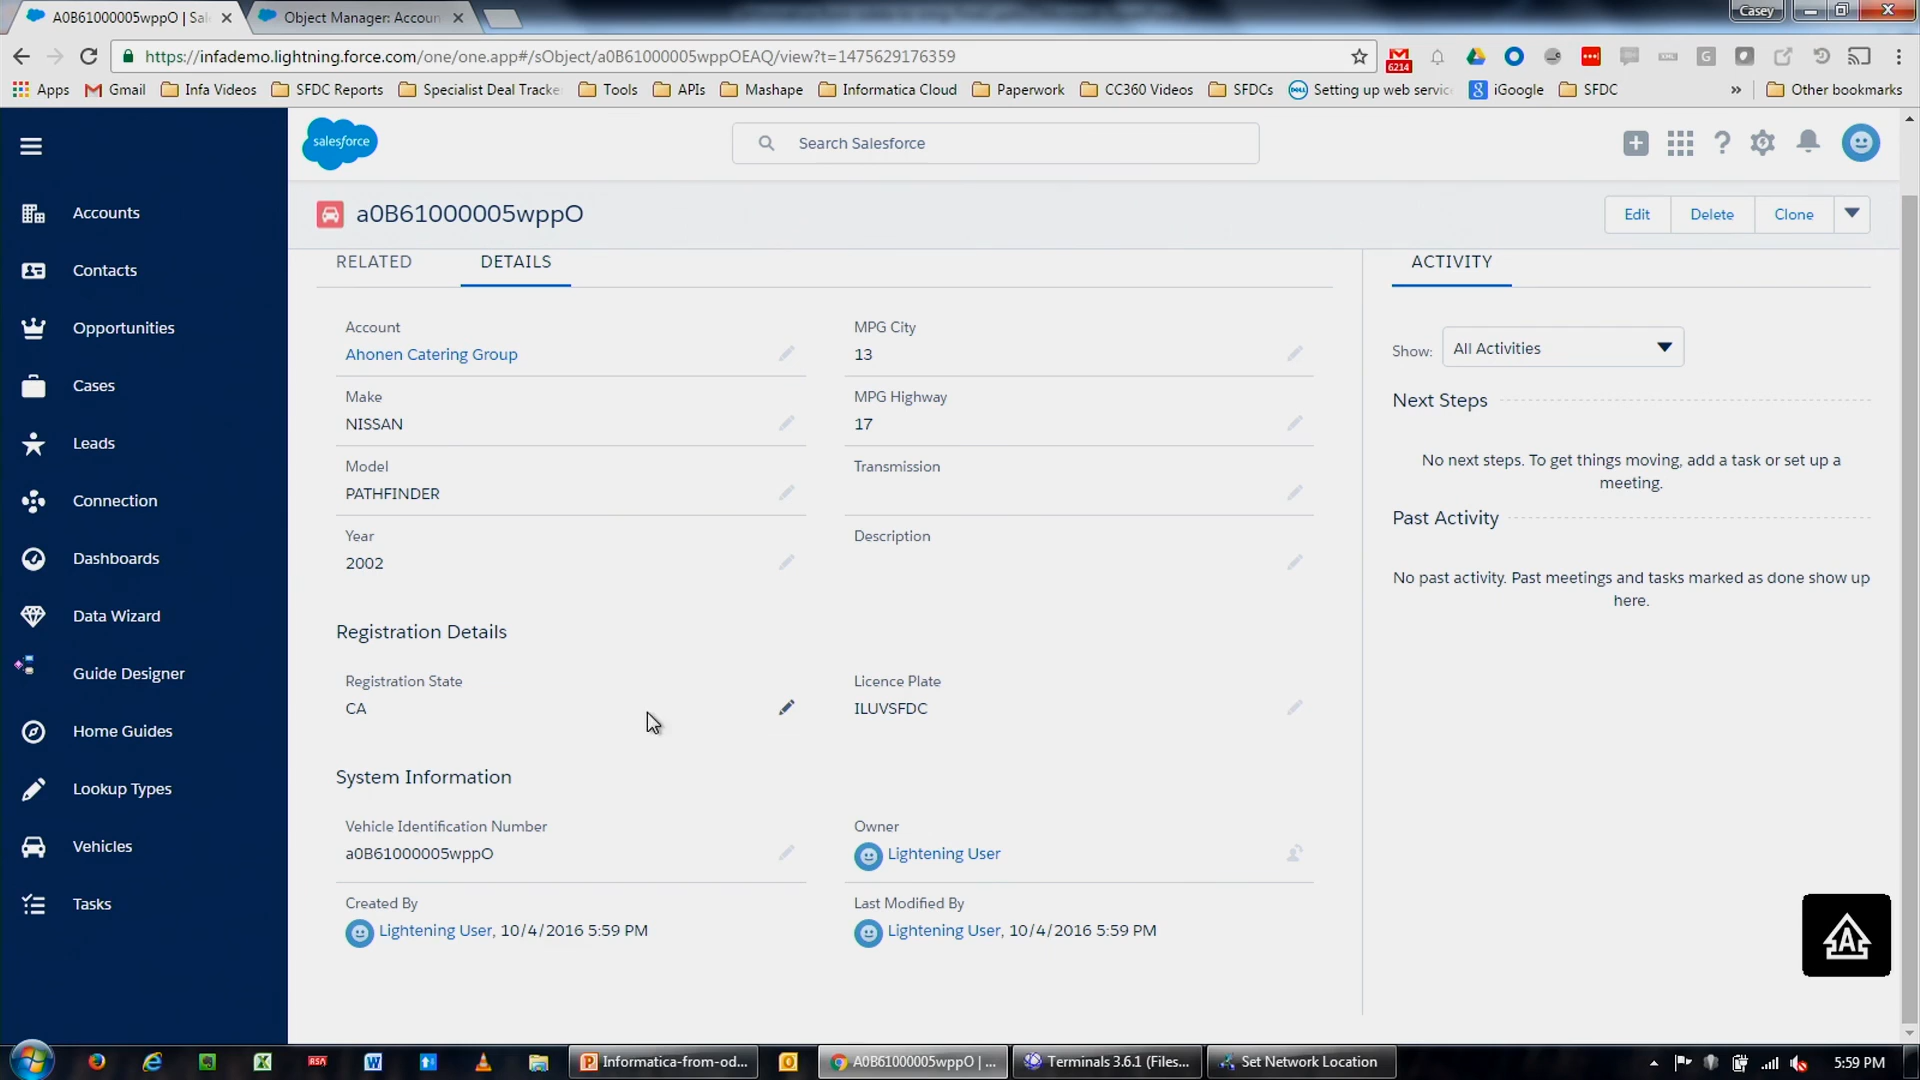 A0B61000005wppO | Sal
Object Manager: Accoun
Casey
https://infademo.lightning.force.com/one/one.app#/sObject/a0B61000005wppOEAQ/view?t=1475629176359
6214
Apps
Gmail
Infa Videos
SFDC Reports
Specialist Deal Tracke
Tools
APIs
Mashape
Informatica Cloud
Paperwork
CC360 Videos
SFDCs
Setting up web servic
iGoogle
SFDC
»
Other bookmarks
salesforce
Search Salesforce
Accounts
Contacts
Opportunities
Cases
Leads
Connection
Dashboards
Data Wizard
Guide Designer
Home Guides
Lookup Types
Vehicles
Tasks
a0B61000005wppO
Edit
Delete
Clone
RELATED
DETAILS
Account
Ahonen Catering Group
MPG City
13
Make
NISSAN
MPG Highway
17
Model
PATHFINDER
Transmission
Year
2002
Description
Registration Details
Registration State
CA
Licence Plate
ILUVSFDC
System Information
Vehicle Identification Number
a0B61000005wppO
Owner
Lightening User
Created By
Lightening User, 10/4/2016 5:59 PM
Last Modified By
Lightening User, 10/4/2016 5:59 PM
ACTIVITY
Show:
All Activities
Next Steps
No next steps. To get things moving, add a task or set up a
meeting.
Past Activity
No past activity. Past meetings and tasks marked as done show up
here.
A
RSA
Informatica-from-od...
A0B61000005wppO | ...
Terminals 3.6.1 (Files...
Set Network Location
5:59 PM